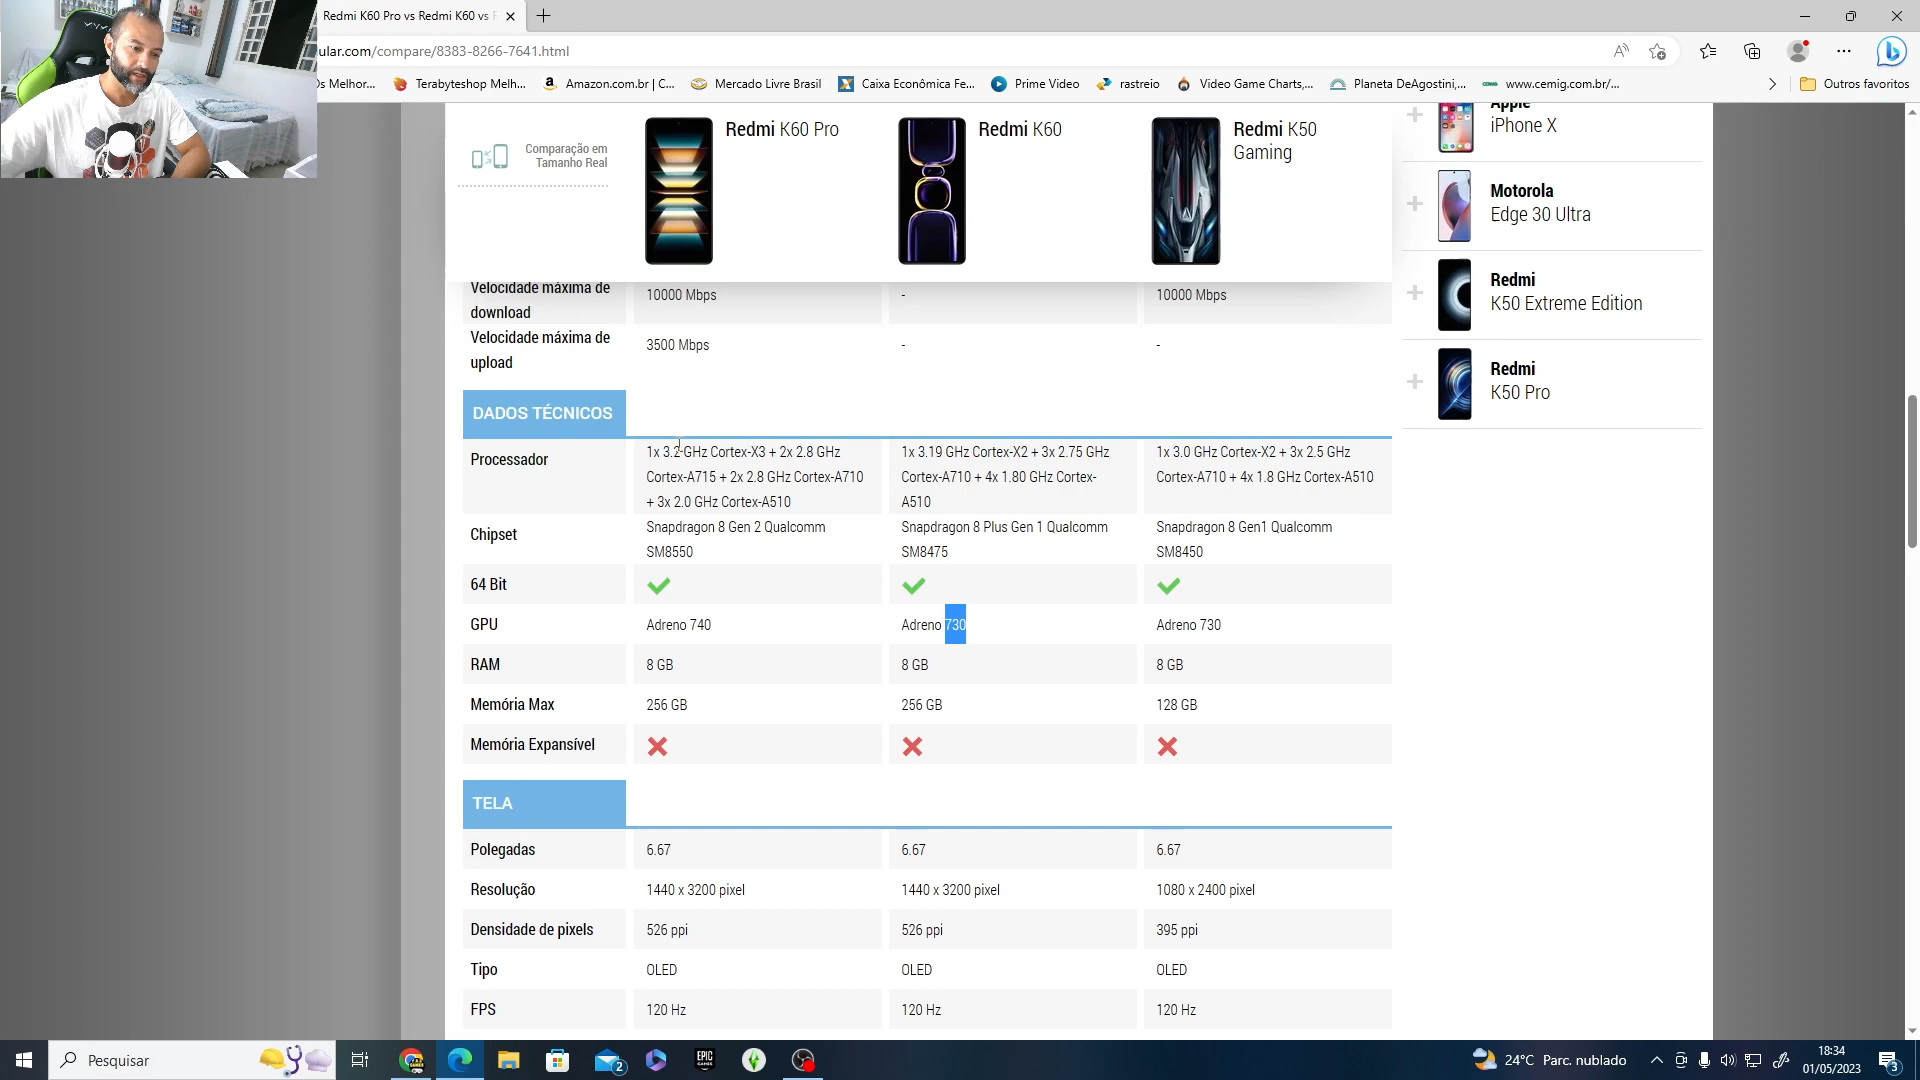 Redmi K60 Pro vs Redmi K60 vs
ular.com/compare/8383-8266-7641.html
s Melhor...
Terabyteshop Melh...
Amazon.com.br | C...
Mercado Livre Brasil
Caixa Econômica Fe...
Prime Video
rastreio
Video Game Charts,...
Planeta DeAgostini,...
www.cemig.com.br/...
Outros favoritos
Comparação em
Tamanho Real
Redmi K60 Pro
Redmi K60
Redmi K50
Gaming
Apple
iPhone X
Motorola
Edge 30 Ultra
Redmi
K50 Extreme Edition
Redmi
K50 Pro
Velocidade máxima de
download
10000 Mbps
-
10000 Mbps
Velocidade máxima de
upload
3500 Mbps
-
-
DADOS TÉCNICOS
Processador
1x 3.2 GHz Cortex-X3 + 2x 2.8 GHz
Cortex-A715 + 2x 2.8 GHz Cortex-A710
+ 3x 2.0 GHz Cortex-A510
1x 3.19 GHz Cortex-X2 + 3x 2.75 GHz
Cortex-A710 + 4x 1.80 GHz Cortex-
A510
1x 3.0 GHz Cortex-X2 + 3x 2.5 GHz
Cortex-A710 + 4x 1.8 GHz Cortex-A510
Chipset
Snapdragon 8 Gen 2 Qualcomm
SM8550
Snapdragon 8 Plus Gen 1 Qualcomm
SM8475
Snapdragon 8 Gen1 Qualcomm
SM8450
64 Bit
GPU
Adreno 740
Adreno 730
Adreno 730
RAM
8 GB
8 GB
8 GB
Memória Max
256 GB
256 GB
128 GB
Memória Expansível
TELA
Polegadas
6.67
6.67
6.67
Resolução
1440 x 3200 pixel
1440 x 3200 pixel
1080 x 2400 pixel
Densidade de pixels
526 ppi
526 ppi
395 ppi
Tipo
OLED
OLED
OLED
FPS
120 Hz
120 Hz
120 Hz
Pesquisar
2
EPIC
GAMES
24°C Parc. nublado
18:34
01/05/2023
3